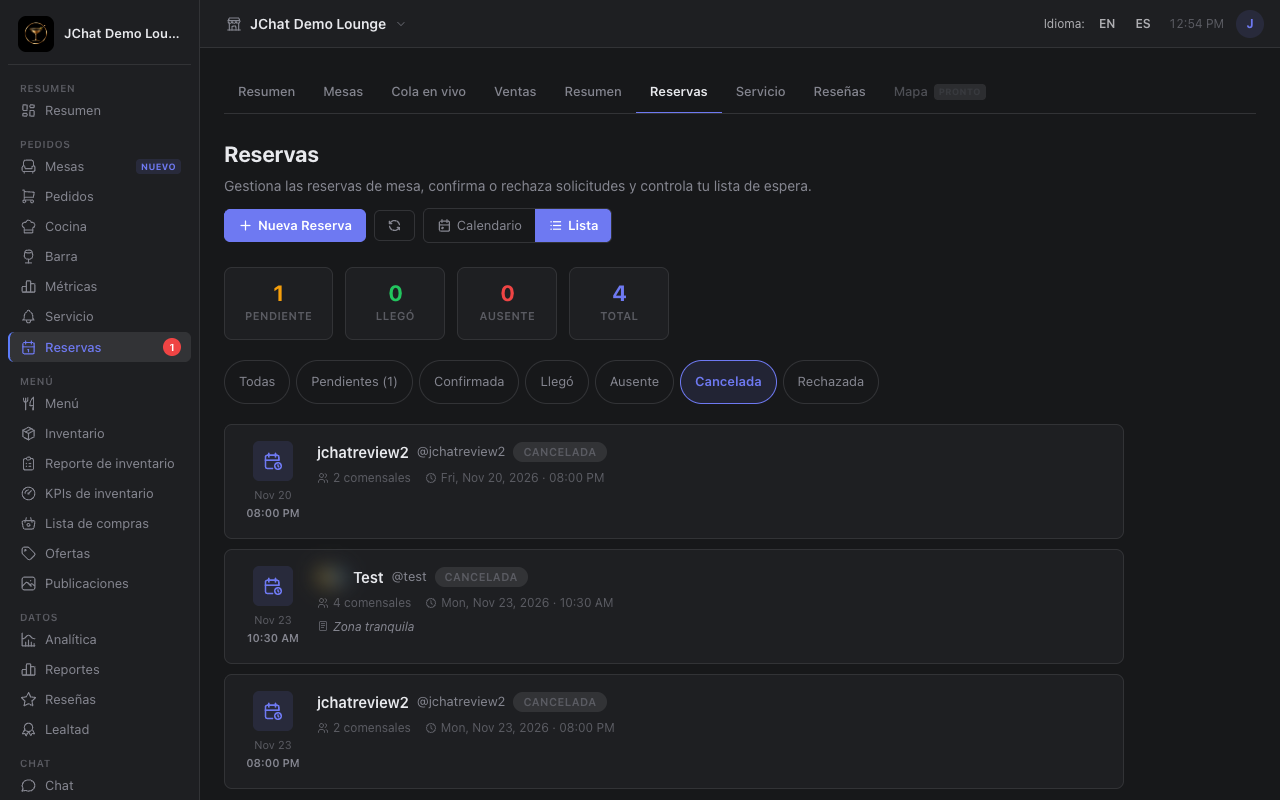 JChat Demo Lou...
JChat Demo Lounge
Idioma: EN ES 12:54 PM J
RESUMEN
Resumen
PEDIDOS
Mesas NUEVO
Pedidos
Cocina
Barra
Métricas
Servicio
Reservas 1
MENÚ
Menú
Inventario
Reporte de inventario
KPIs de inventario
Lista de compras
Ofertas
Publicaciones
DATOS
Analítica
Reportes
Reseñas
Lealtad
CHAT
Chat
Resumen Mesas Cola en vivo Ventas Resumen Reservas Servicio Reseñas Mapa PRONTO
Reservas
Gestiona las reservas de mesa, confirma o rechaza solicitudes y controla tu lista de espera.
Nueva Reserva Calendario Lista
1 0 0 4
PENDIENTE LLEGÓ AUSENTE TOTAL
Todas Pendientes (1) Confirmada Llegó Ausente Cancelada Rechazada
jchatreview2 @jchatreview2 CANCELADA
2 comensales Fri, Nov 20, 2026 · 08:00 PM
Nov 20
08:00 PM
Test @test CANCELADA
4 comensales Mon, Nov 23, 2026 · 10:30 AM
Zona tranquila
Nov 23
10:30 AM
jchatreview2 @jchatreview2 CANCELADA
2 comensales Mon, Nov 23, 2026 · 08:00 PM
Nov 23
08:00 PM